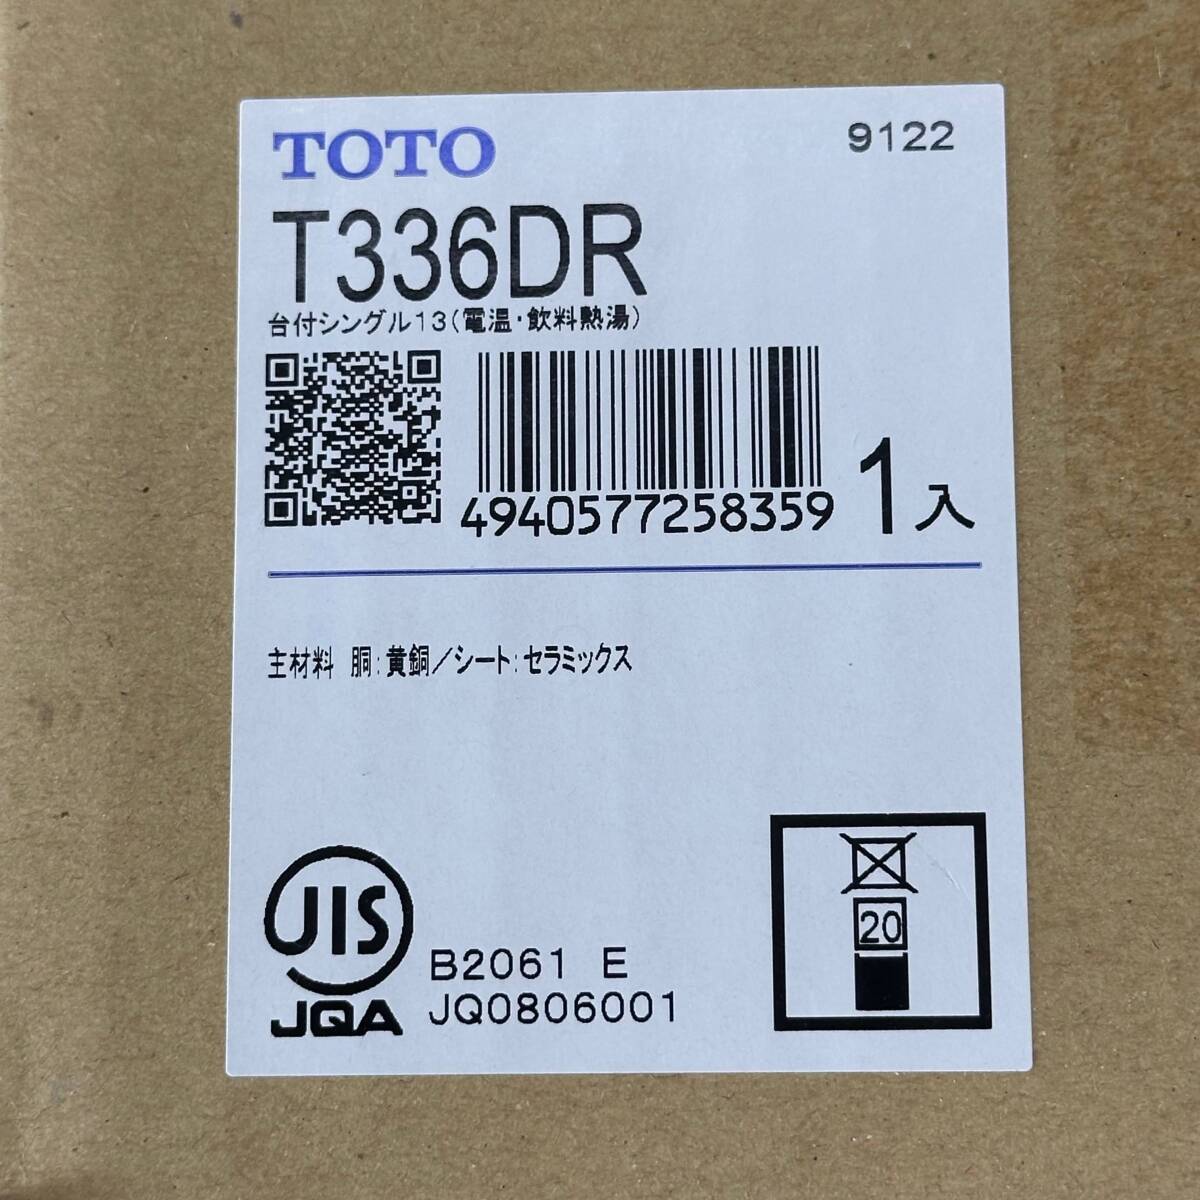 TOTO 9122
T336DR
台付シングル13(電温・飲料熱湯)
4940577258359 1入
主材料 胴:黄銅/シート:セラミックス
JIS
JQA
B2061 E
JQ0806001
20